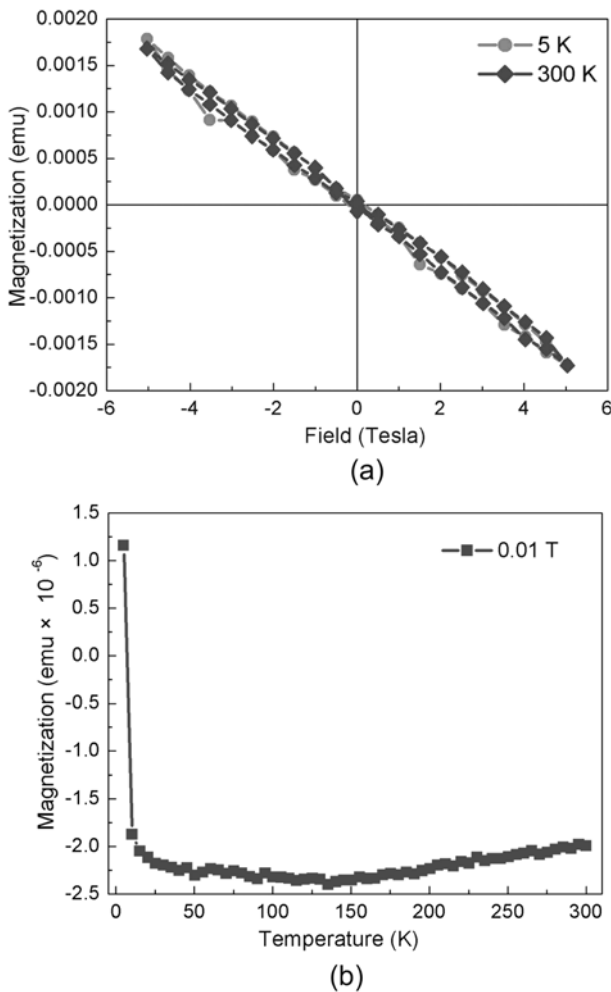 0.0020
0.0015
0.0010
0.0005
0.0000
-0.0005
-0.0010
-0.0015
-0.0020
Magnetization (emu)
5 K
300 K
-6 -4 -2 0 2 4 6
Field (Tesla)
(a)
1.5
1.0
0.5
0.0
-0.5
-1.0
-1.5
-2.0
-2.5
Magnetization (emu × 10 -6)
0.01 T
0 50 100 150 200 250 300
Temperature (K)
(b)